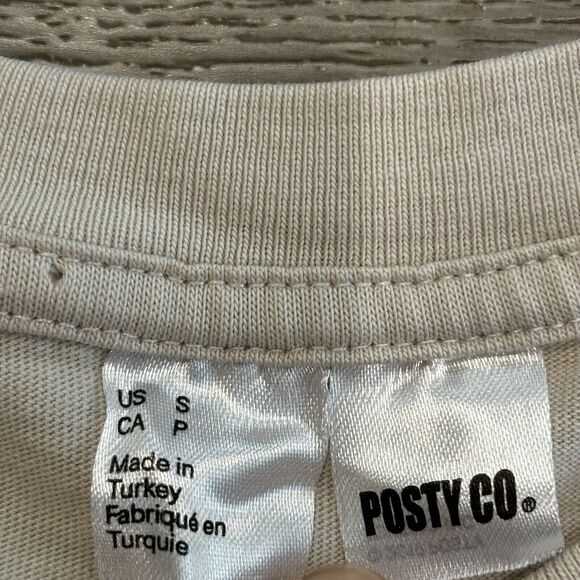 US S
CA P
Made in
Turkey
Fabriqué en
Turquie
POSTY CO®